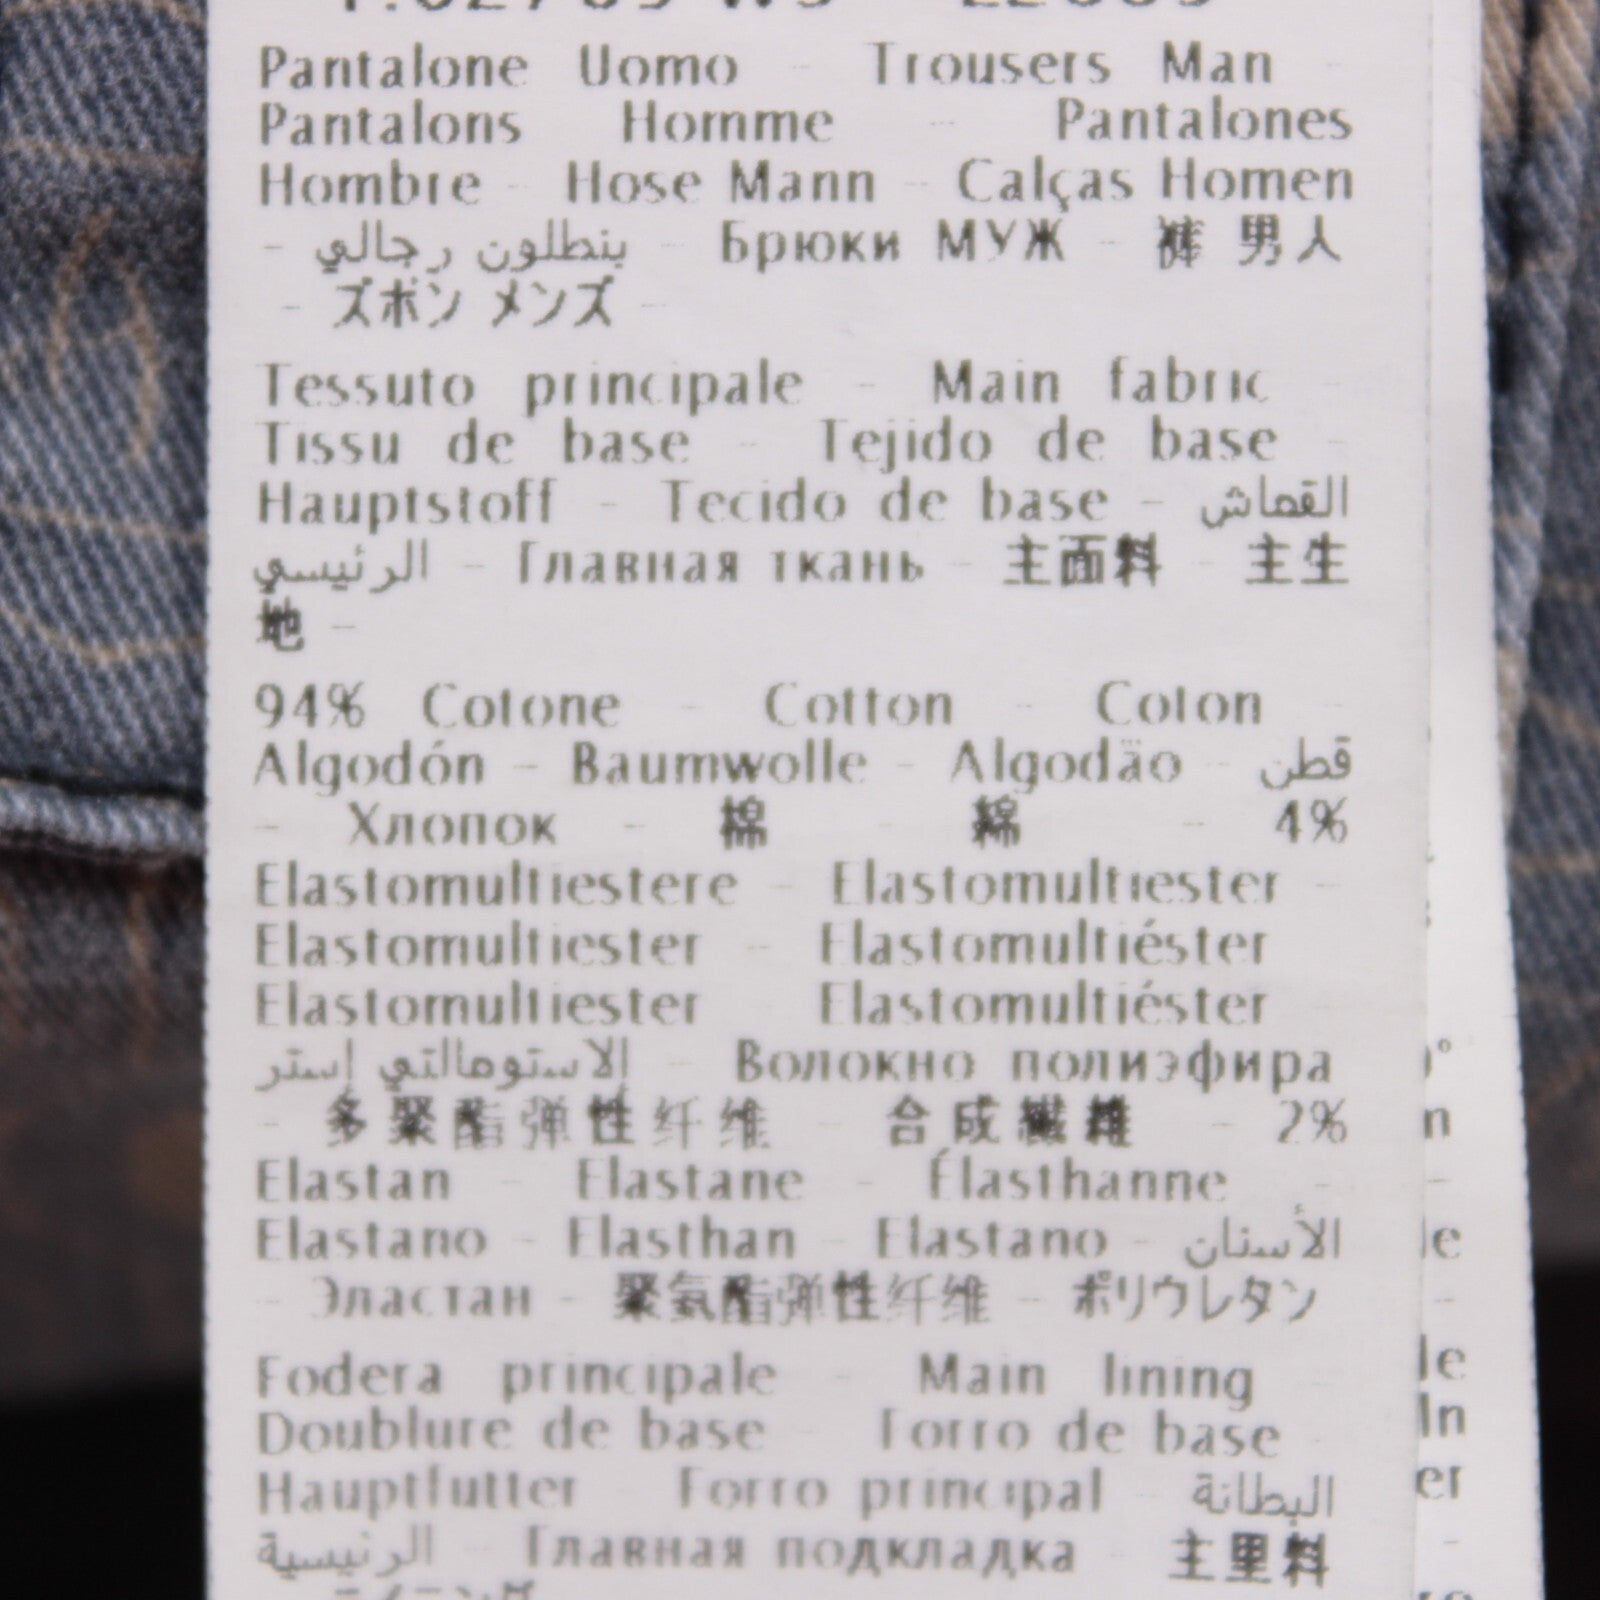 Pantalone Uomo - Trousers Man -
Pantalons Homme - Pantalones
Hombre - Hose Mann - Calças Homen
- بنطلون رجالي - Брюки МУЖ - 裤 男人
- ズボン メンズ -
Tessuto principale - Main fabric -
Tissu de base - Tejido de base -
Hauptstoff - Tecido de base - القماش
الرئيسي - Главная ткань - 主面料 - 主生
地 -
94% Cotone - Cotton - Coton -
Algodón - Baumwolle - Algodäo - قطن
- Хлопок - 棉 - 綿 - 4%
Elastomultiestere - Elastomultiester -
Elastomultiester - Elastomultiéster -
Elastomultiester - Elastomultiéster -
الاستومالتي إستر - Волокно полиэфира
- 多聚酯弹性纤维 - 合成繊維 - 2%
Elastan - Elastane - Élasthanne -
Elastano - Elasthan - Elastano - الأسنان
- Эластан - 聚氨酯弹性纤维 - ポリウレタン
Fodera principale - Main lining -
Doublure de base - Forro de base -
Hauptfutter - Forro principal - البطانة
الرئيسية - Главная подкладка - 主里料